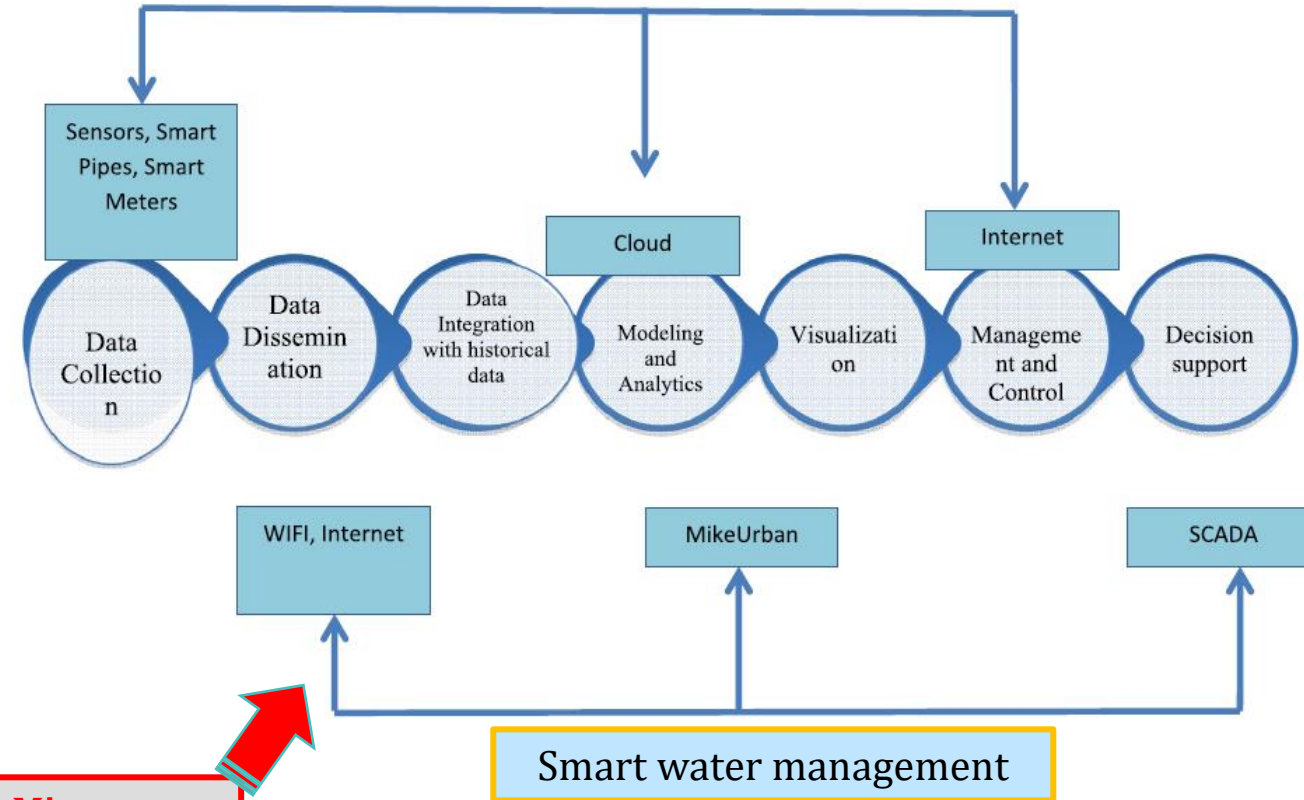 Sensors, Smart
Pipes, Smart
Meters
Cloud
Internet
Data
Collectio
n
Data
Dissemin
ation
Data
Integration
with historical
data
Modeling
and
Analytics
Visualizati
on
Manageme
nt and
Control
Decision
support
WIFI, Internet
MikeUrban
SCADA
Smart water management